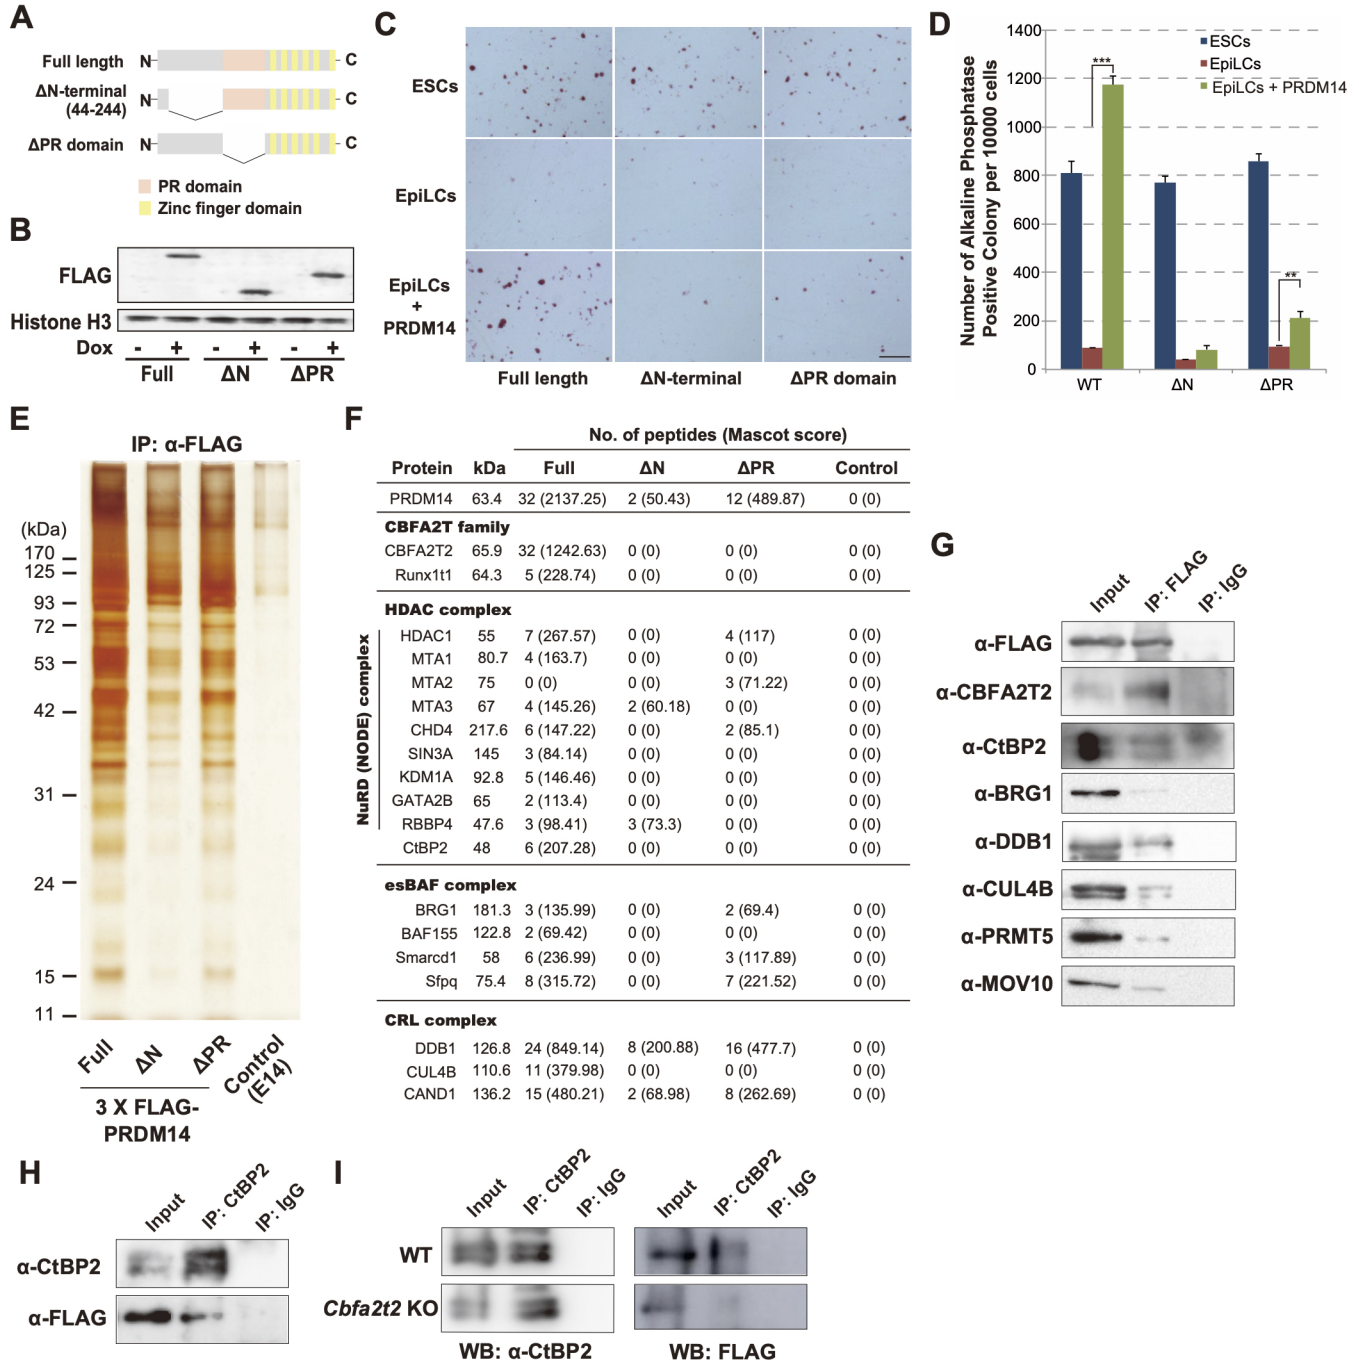 A
Full length N C
ΔN-terminal
(44-244) N C
ΔPR domain N C
PR domain
Zinc finger domain
B
FLAG
Histone H3
Dox - + - + - +
Full ΔN ΔPR
C
ESCs
EpiLCs
EpiLCs
+
PRDM14
Full length ΔN-terminal ΔPR domain
D
Number of Alkaline Phosphatase
Positive Colony per 10000 cells
1400
1200
1000
800
600
400
200
0
ESCs
EpiLCs
EpiLCs + PRDM14
***
**
WT ΔN ΔPR
E
IP: α-FLAG
(kDa)
170
125
93
72
53
42
31
24
15
11
Full ΔN ΔPR Control
(E14)
3 X FLAG-
PRDM14
F
No. of peptides (Mascot score)
Protein kDa Full ΔN ΔPR Control
PRDM14 63.4 32 (2137.25) 2 (50.43) 12 (489.87) 0 (0)
CBFA2T family
CBFA2T2 65.9 32 (1242.63) 0 (0) 0 (0) 0 (0)
Runx1t1 64.3 5 (228.74) 0 (0) 0 (0) 0 (0)
HDAC complex
NuRD (NODE) complex
HDAC1 55 7 (267.57) 0 (0) 4 (117) 0 (0)
MTA1 80.7 4 (163.7) 0 (0) 0 (0) 0 (0)
MTA2 75 0 (0) 0 (0) 3 (71.22) 0 (0)
MTA3 67 4 (145.26) 2 (60.18) 0 (0) 0 (0)
CHD4 217.6 6 (147.22) 0 (0) 2 (85.1) 0 (0)
SIN3A 145 3 (84.14) 0 (0) 0 (0) 0 (0)
KDM1A 92.8 5 (146.46) 0 (0) 0 (0) 0 (0)
GATA2B 65 2 (113.4) 0 (0) 0 (0) 0 (0)
RBBP4 47.6 3 (98.41) 3 (73.3) 0 (0) 0 (0)
CtBP2 48 6 (207.28) 0 (0) 0 (0) 0 (0)
esBAF complex
BRG1 181.3 3 (135.99) 0 (0) 2 (69.4) 0 (0)
BAF155 122.8 2 (69.42) 0 (0) 0 (0) 0 (0)
Smarcd1 58 6 (236.99) 0 (0) 3 (117.89) 0 (0)
Sfpq 75.4 8 (315.72) 0 (0) 7 (221.52) 0 (0)
CRL complex
DDB1 126.8 24 (849.14) 8 (200.88) 16 (477.7) 0 (0)
CUL4B 110.6 11 (379.98) 0 (0) 0 (0) 0 (0)
CAND1 136.2 15 (480.21) 2 (68.98) 8 (262.69) 0 (0)
G
Input IP: FLAG IP: IgG
α-FLAG
α-CBFA2T2
α-CtBP2
α-BRG1
α-DDB1
α-CUL4B
α-PRMT5
α-MOV10
H
Input IP: CtBP2 IP: IgG
α-CtBP2
α-FLAG
I
Input IP: CtBP2 IP: IgG Input IP: CtBP2 IP: IgG
WT
Cbfa2t2 KO
WB: α-CtBP2 WB: FLAG